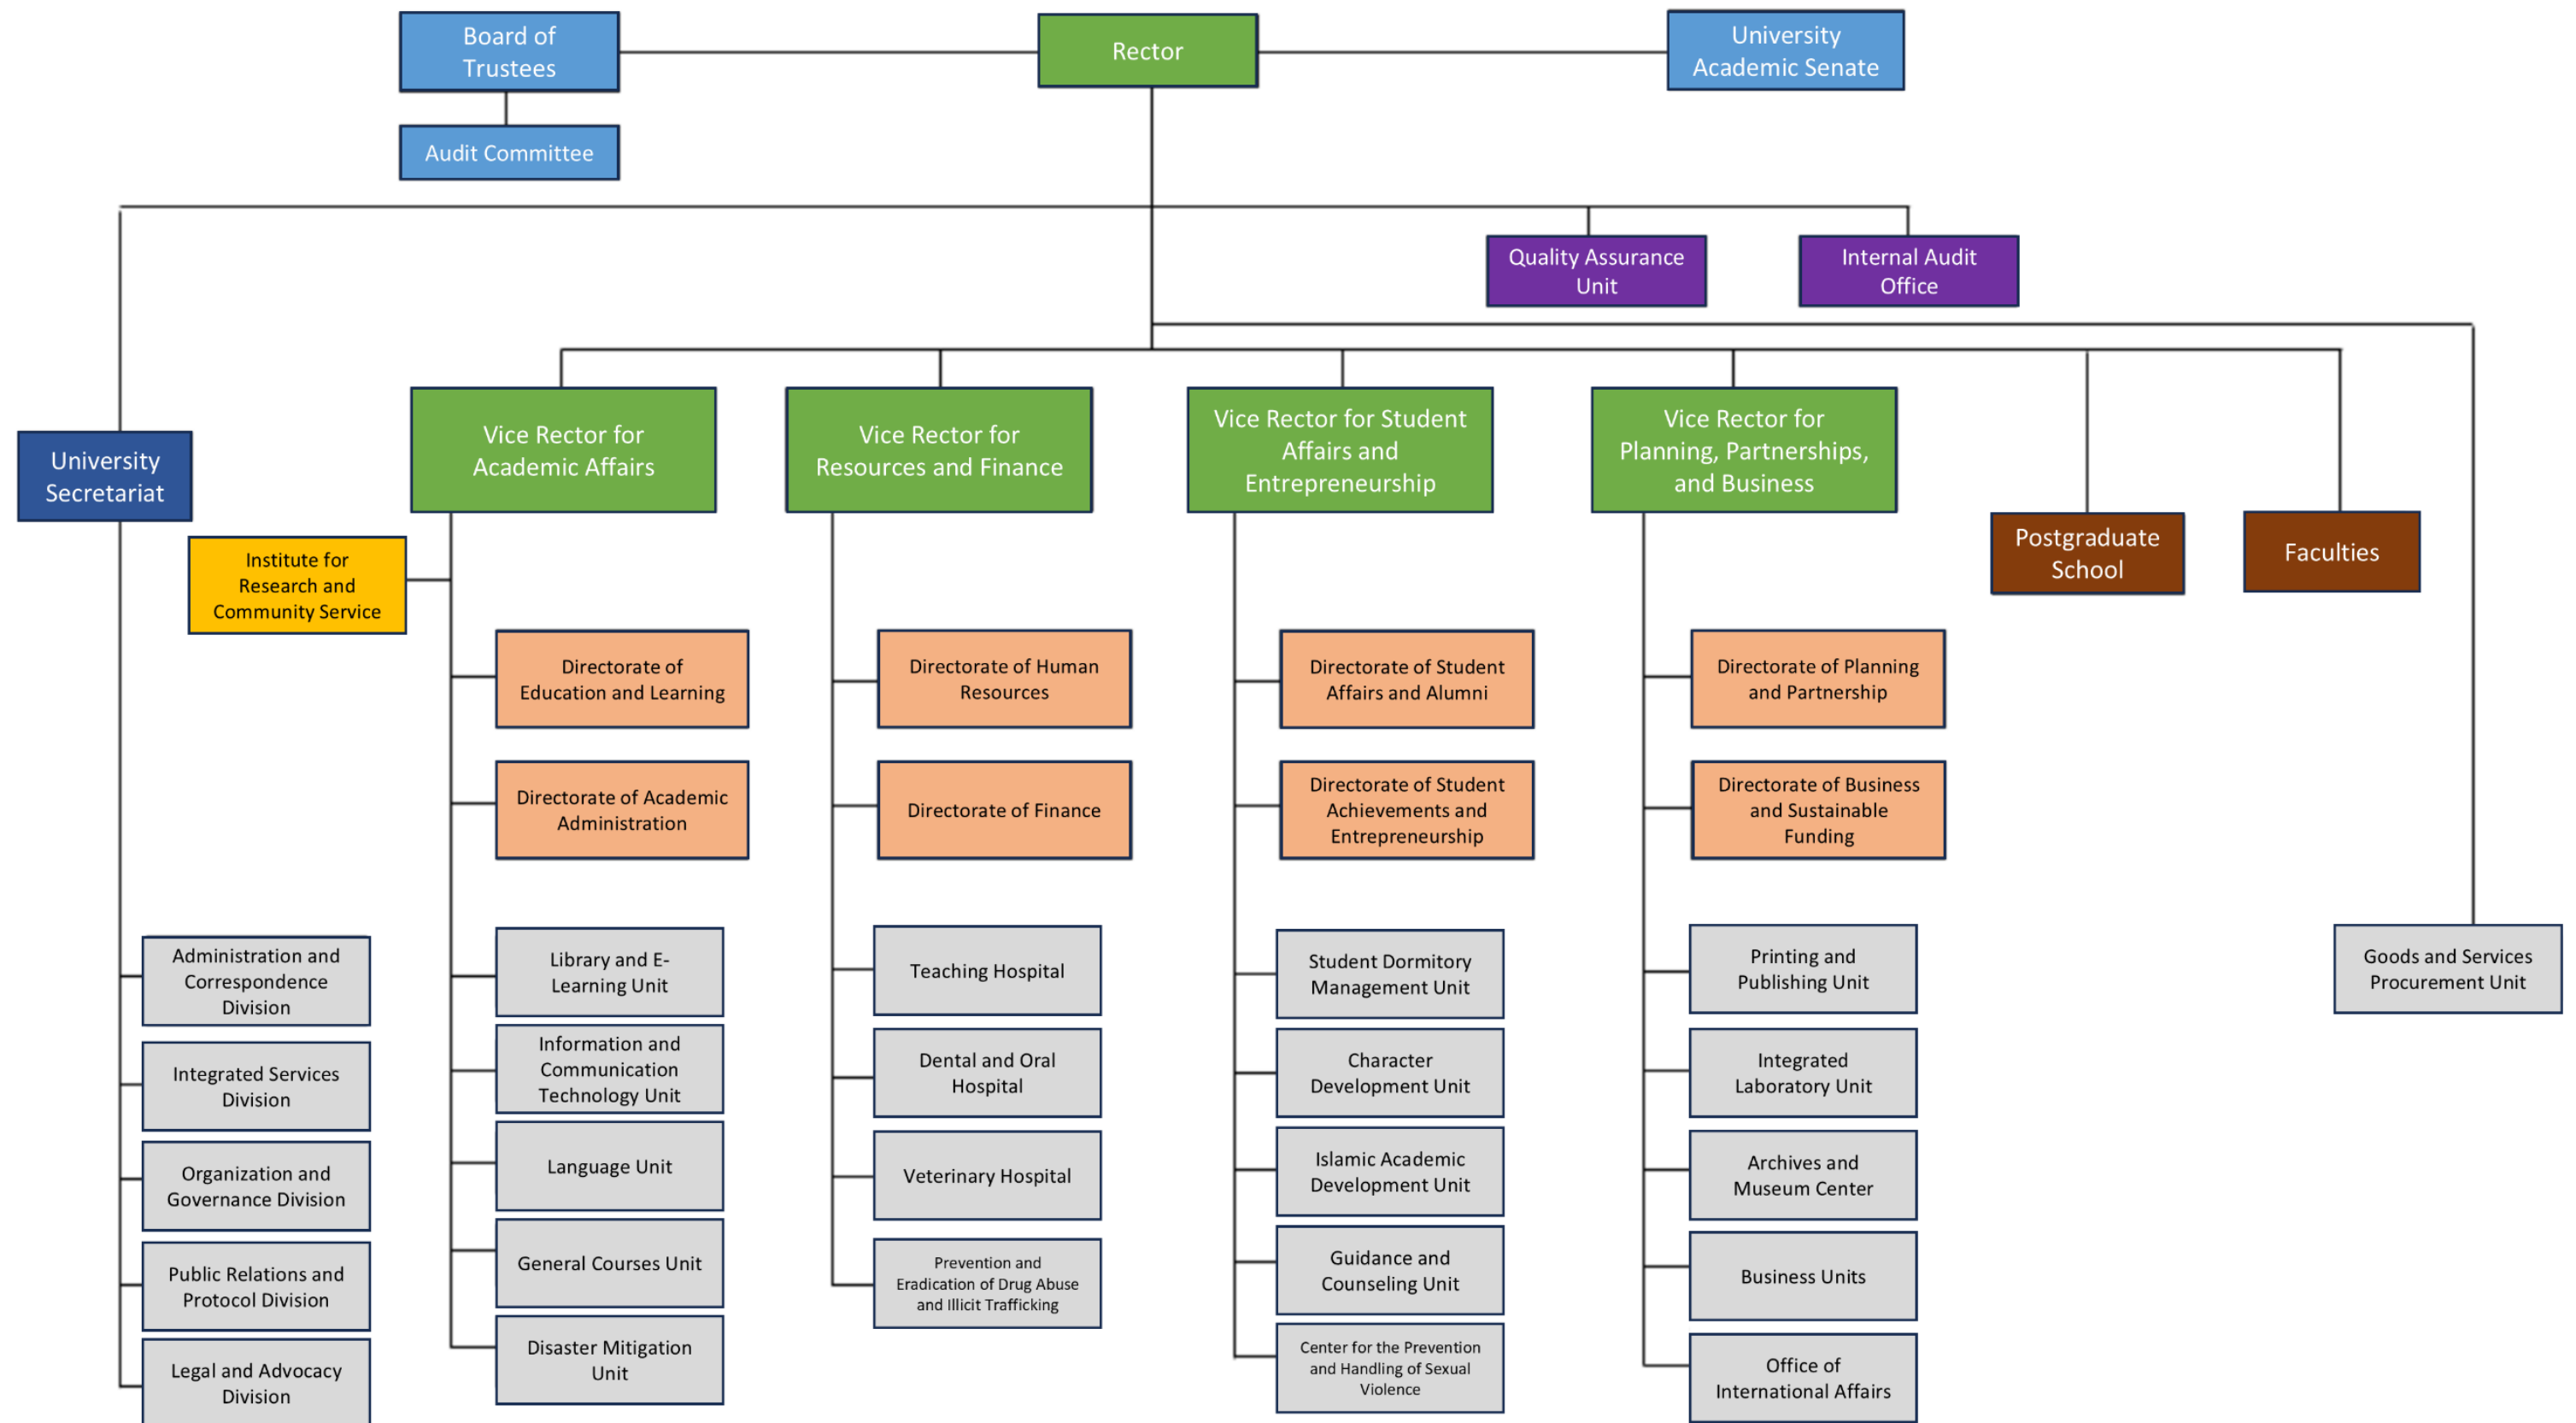 Board of
Trustees
Rector
University
Academic Senate
Audit Committee
Quality Assurance
Unit
Internal Audit
Office
University
Secretariat
Vice Rector for
Academic Affairs
Vice Rector for
Resources and Finance
Vice Rector for Student
Affairs and
Entrepreneurship
Vice Rector for
Planning, Partnerships,
and Business
Postgraduate
School
Faculties
Institute for
Research and
Community Service
Directorate of
Education and Learning
Directorate of Human
Resources
Directorate of Student
Affairs and Alumni
Directorate of Planning
and Partnership
Directorate of Academic
Administration
Directorate of Finance
Directorate of Student
Achievements and
Entrepreneurship
Directorate of Business
and Sustainable
Funding
Administration and
Correspondence
Division
Library and E-
Learning Unit
Teaching Hospital
Student Dormitory
Management Unit
Printing and
Publishing Unit
Goods and Services
Procurement Unit
Integrated Services
Division
Information and
Communication
Technology Unit
Dental and Oral
Hospital
Character
Development Unit
Integrated
Laboratory Unit
Organization and
Governance Division
Language Unit
Veterinary Hospital
Islamic Academic
Development Unit
Archives and
Museum Center
Public Relations and
Protocol Division
General Courses Unit
Prevention and
Eradication of Drug Abuse
and Illicit Trafficking
Guidance and
Counseling Unit
Business Units
Legal and Advocacy
Division
Disaster Mitigation
Unit
Center for the Prevention
and Handling of Sexual
Violence
Office of
International Affairs